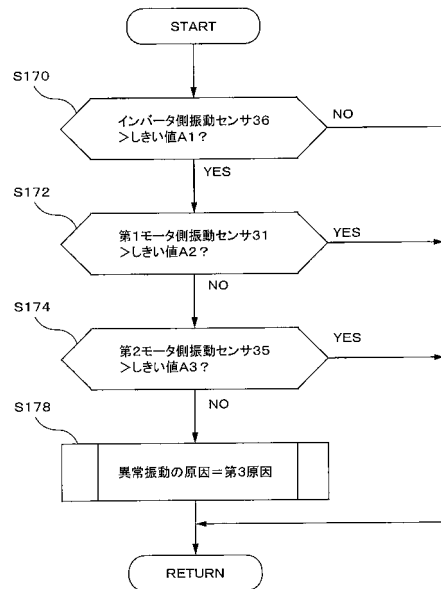 START
S170
インバータ側振動センサ36
>しきい値A1?
NO
YES
S172
第1モータ側振動センサ31
>しきい値A2?
YES
NO
S174
第2モータ側振動センサ35
>しきい値A3?
YES
NO
S178
異常振動の原因=第3原因
RETURN